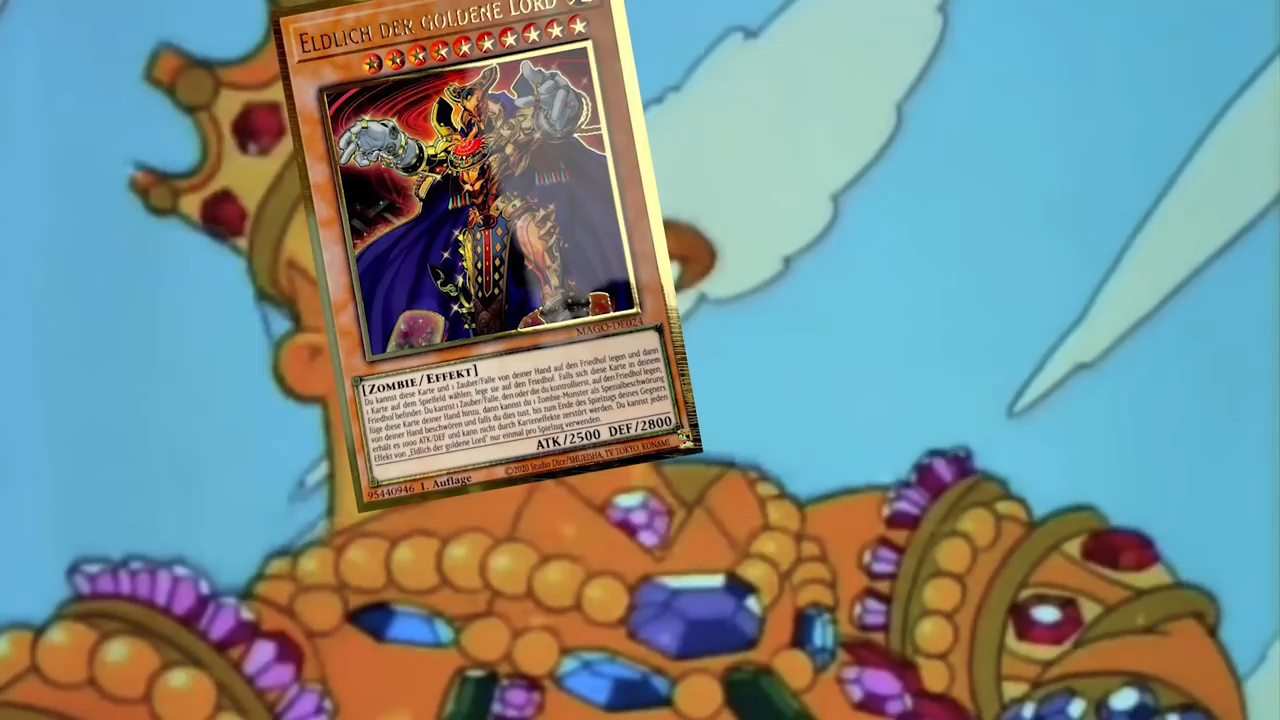 ELDLICH DER GOLDENE LORD
MAGO-DE024
[ZOMBIE/EFFEKT]
Du kannst diese Karte und 1 Zauber/Falle von deiner Hand auf den Friedhof legen und dann
1 Karte auf dem Spielfeld wählen; lege sie auf den Friedhof. Falls sich diese Karte in deinem
Friedhof befindet: Du kannst 1 Zauber/Falle, den oder die du kontrollierst, auf den Friedhof legen;
füge diese Karte deiner Hand hinzu, dann kannst du 1 Zombie-Monster als Spezialbeschwörung
von deiner Hand beschwören und falls du dies tust, bis zum Ende des Spielzugs deines Gegners
erhält es 1000 ATK/DEF und kann nicht durch Karteneffekte zerstört werden. Du kannst jeden
Effekt von „Eldlich der goldene Lord" nur einmal pro Spielzug verwenden.
ATK/2500 DEF/2800
95440946 1. Auflage ©2020 Studio Dice/SHUEISHA, TV TOKYO, KONAMI